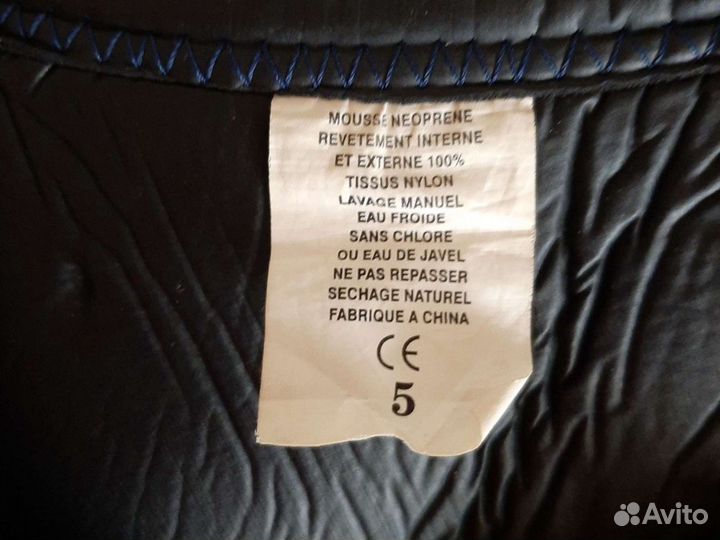 MOUSSE NEOPRENE
REVETEMENT INTERNE
ET EXTERNE 100%
TISSUS NYLON
LAVAGE MANUEL
EAU FROIDE
SANS CHLORE
OU EAU DE JAVEL
NE PAS REPASSER
SECHAGE NATUREL
FABRIQUE A CHINA
CE
5
Avito